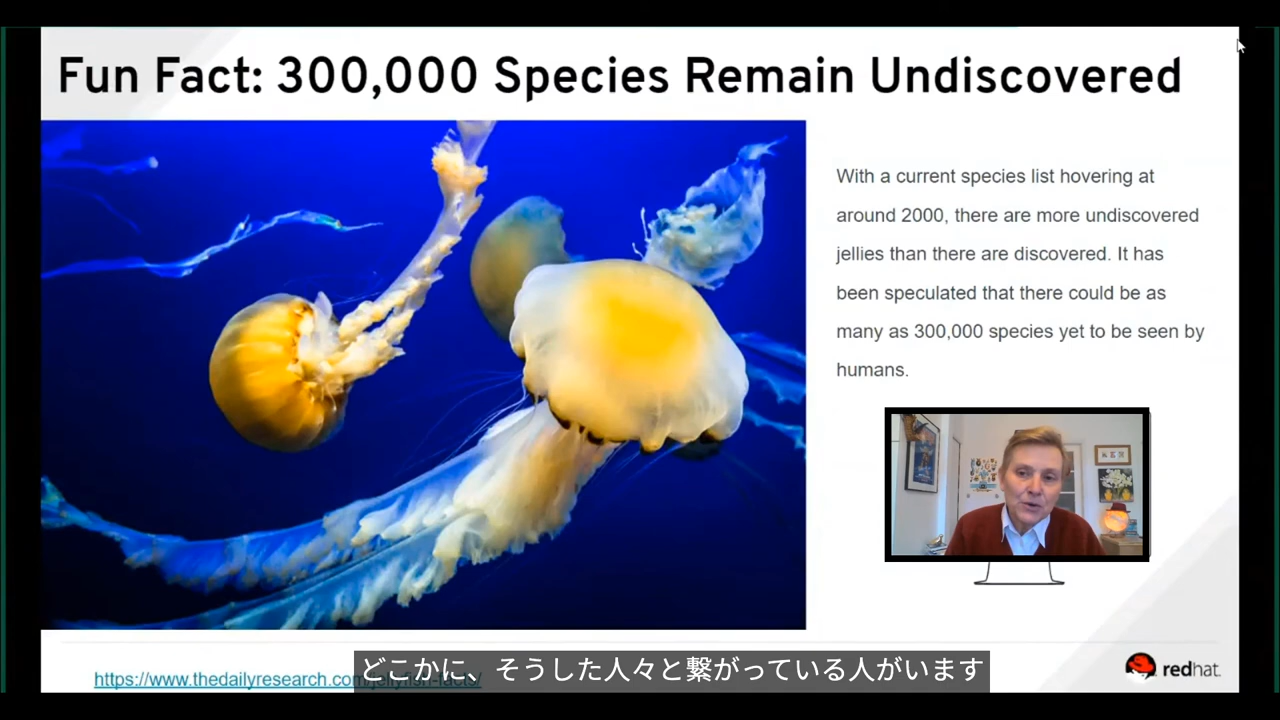 Fun Fact: 300,000 Species Remain Undiscovered
With a current species list hovering at
around 2000, there are more undiscovered
jellies than there are discovered. It has
been speculated that there could be as
many as 300,000 species yet to be seen by
humans.
https://www.thedailyresearch.com/jellyfish-facts/
どこかに、そうした人々と繋がっている人がいます
redhat.